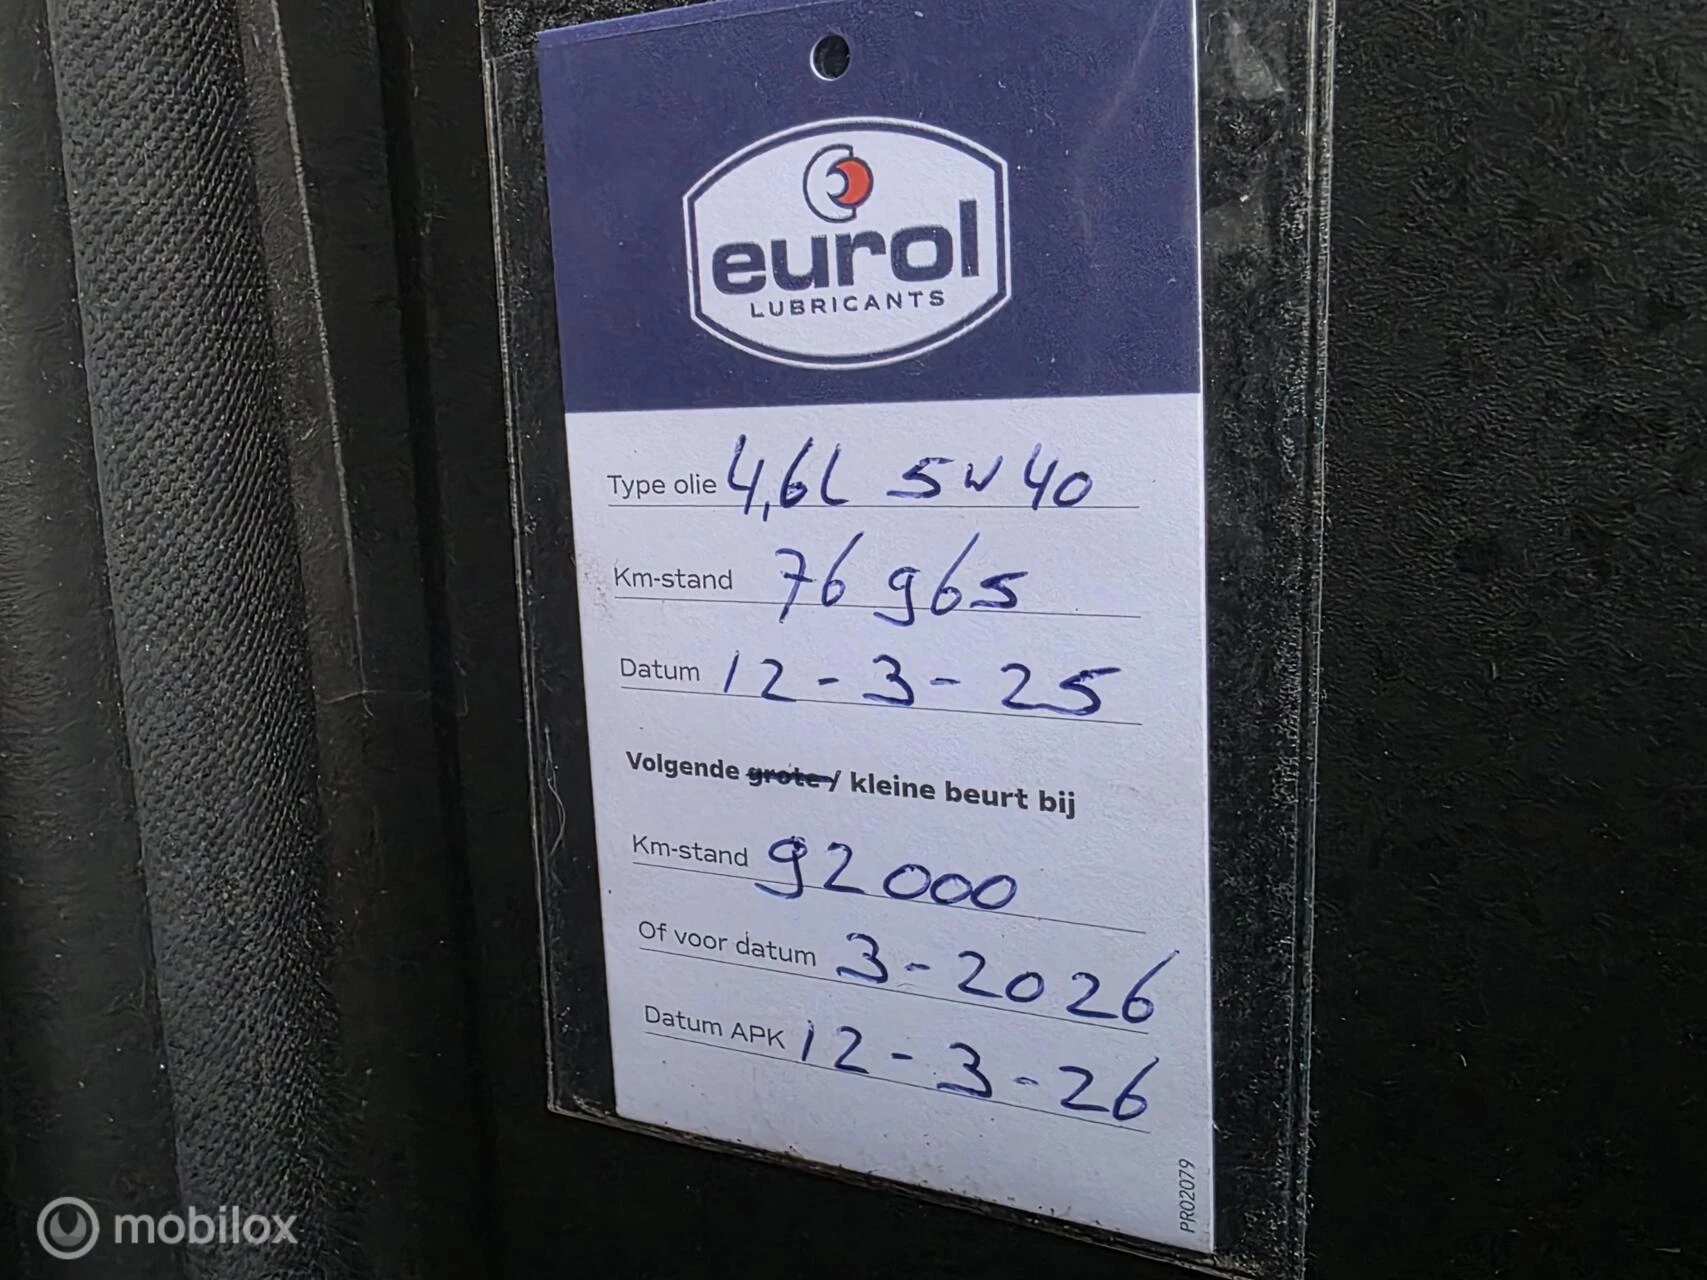 eurol
LUBRICANTS
Type olie 4,6L 5W40
Km-stand 76965
Datum 12-3-25
Volgende grote / kleine beurt bij
Km-stand 92000
Of voor datum 3-2026
Datum APK 12-3-26
PR02079
mobilox